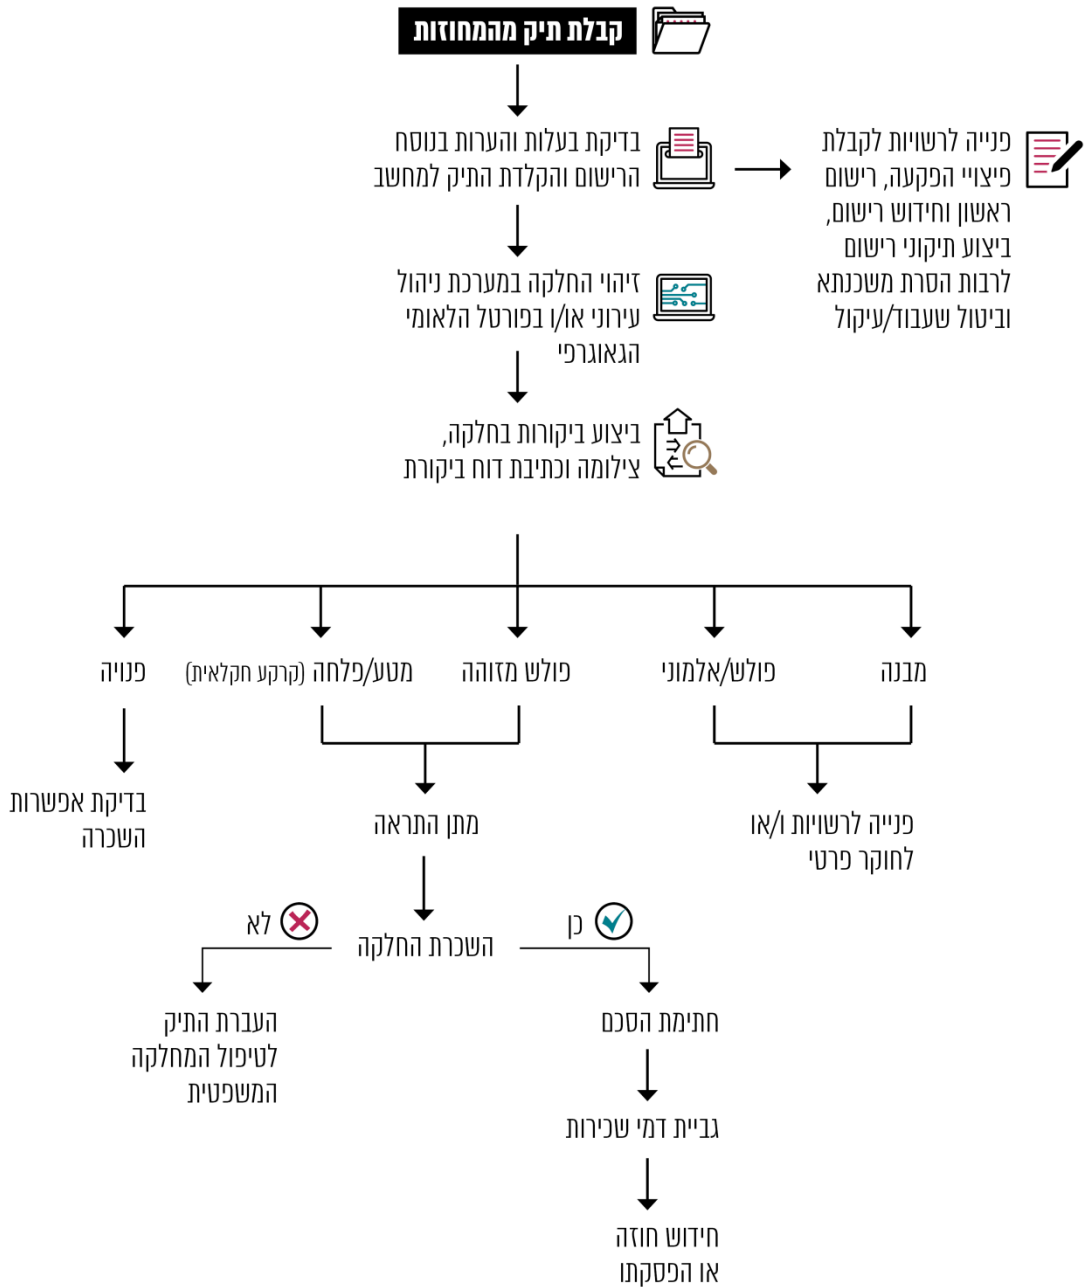 קבלת תיק מהמחוזות
בדיקת בעלות והערות בנוסח
הרישום והקלדת התיק למחשב
פנייה לרשויות לקבלת
פיצויי הפקעה, רישום
ראשון וחידוש רישום,
ביצוע תיקוני רישום
לרבות הסרת משכנתא
וביטול שעבוד/עיקול
זיהוי החלקה במערכת ניהול
עירוני או/ו בפורטל הלאומי
הגאוגרפי
ביצוע ביקורות בחלקה,
צילומה וכתיבת דוח ביקורת
מבנה
פולש/אלמוני
פולש מזוהה
מטע/פלחה (קרקע חקלאית)
פנויה
פנייה לרשויות ו/או
לחוקר פרטי
מתן התראה
בדיקת אפשרות
השכרה
השכרת החלקה
כן
לא
חתימת הסכם
העברת התיק
לטיפול המחלקה
המשפטית
גביית דמי שכירות
חידוש חוזה
או הפסקתו